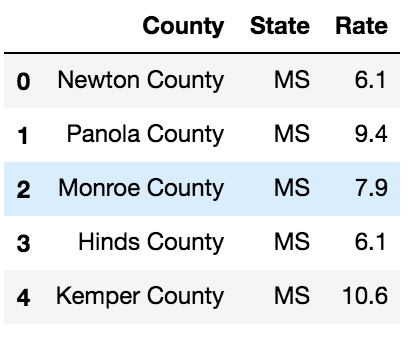 County State Rate
0 Newton County MS 6.1
1 Panola County MS 9.4
2 Monroe County MS 7.9
3 Hinds County MS 6.1
4 Kemper County MS 10.6